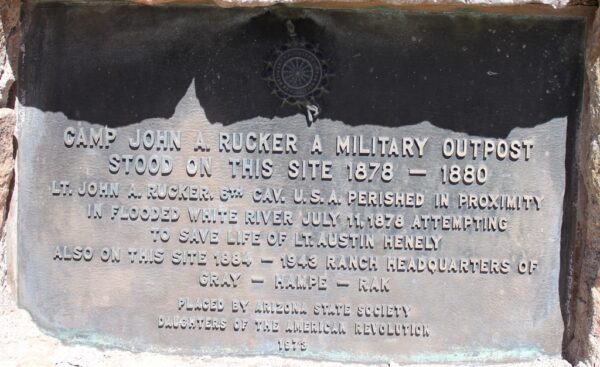 CAMP JOHN A. RUCKER A MILITARY OUTPOST
STOOD ON THIS SITE 1878 — 1880
LT. JOHN A. RUCKER, 6TH CAV. U.S.A. PERISHED IN PROXIMITY
IN FLOODED WHITE RIVER JULY 11, 1878 ATTEMPTING
TO SAVE LIFE OF LT. AUSTIN HENELY
ALSO ON THIS SITE 1884 — 1943 RANCH HEADQUARTERS OF
GRAY — HAMPE — RAK
PLACED BY ARIZONA STATE SOCIETY
DAUGHTERS OF THE AMERICAN REVOLUTION
1973